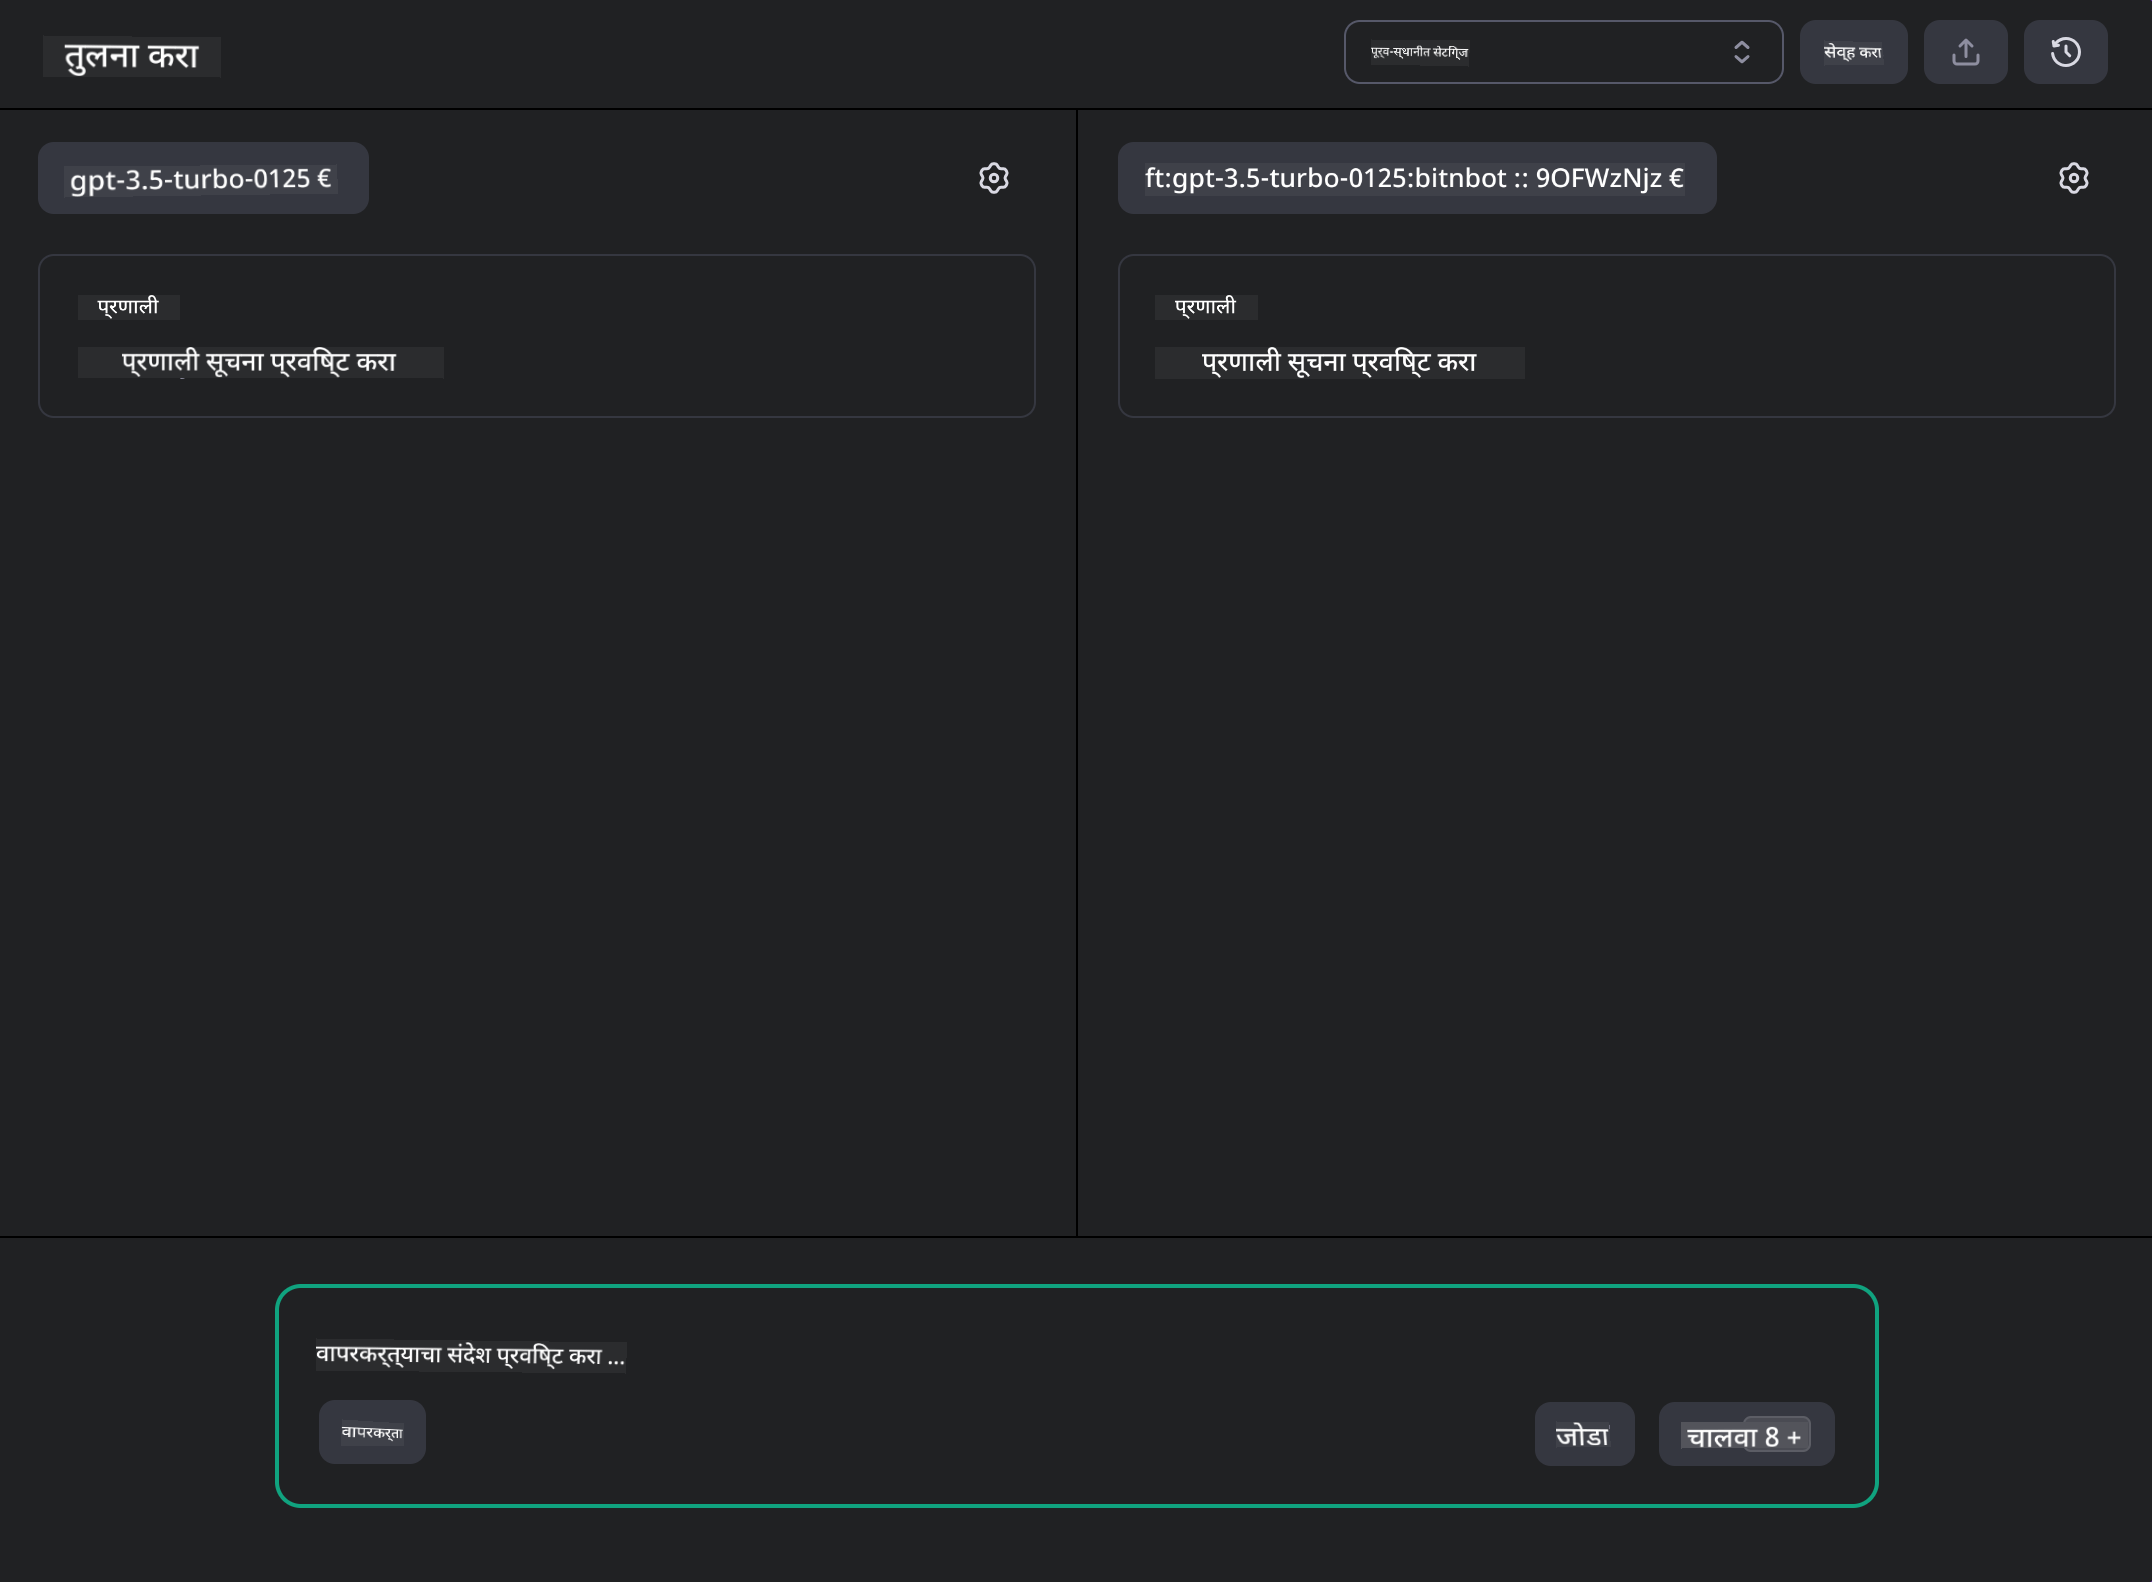 तुलना करा
पूर्व-स्थानीत सेटिंग्ज
सेव्ह करा
gpt-3.5-turbo-0125 €
ft:gpt-3.5-turbo-0125:bitnbot :: 9OFWzNjz €
प्रणाली
प्रणाली सूचना प्रविष्टि करा
प्रणाली
प्रणाली सूचना प्रविष्टि करा
वापरकर्त्याचा संदेश प्रविष्टि करा ...
वापरकर्ता
जोडा
चालवा 8 +